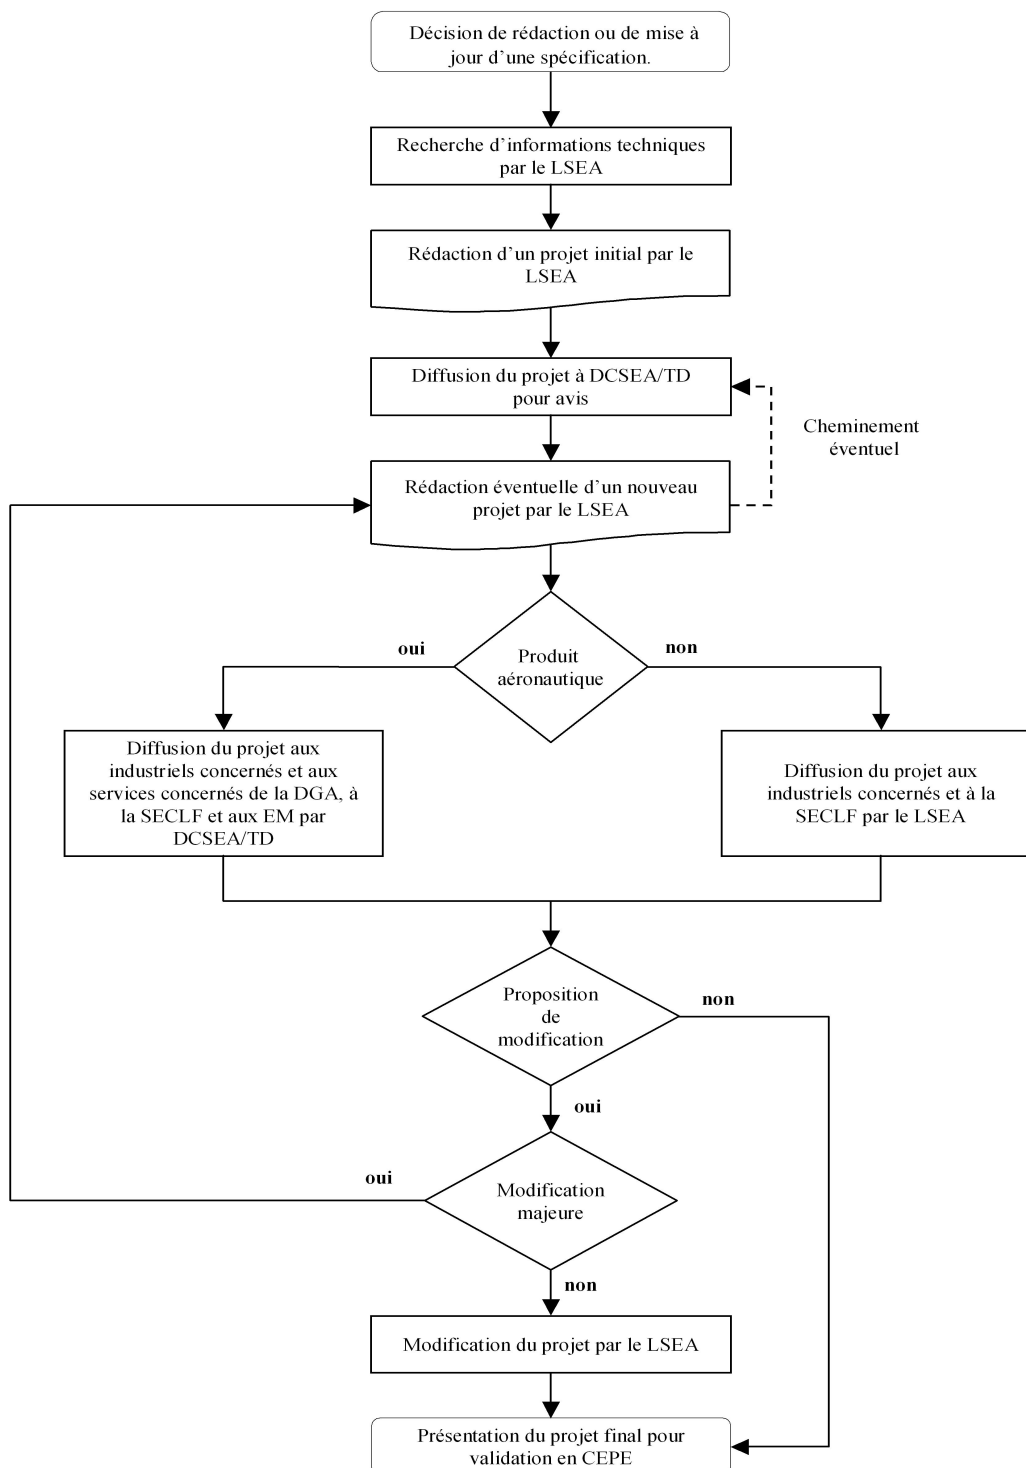 Décision de rédaction ou de mise à
jour d’une spécification.
Recherche d’informations techniques
par le LSEA
Rédaction d’un projet initial par le
LSEA
Diffusion du projet à DCSEA/TD
pour avis
Cheminement
éventuel
Rédaction éventuelle d’un nouveau
projet par le LSEA
oui
non
Produit
aéronautique
Diffusion du projet aux
industriels concernés et aux
services concernés de la DGA, à
la SECLF et aux EM par
DCSEA/TD
Diffusion du projet aux
industriels concernés et à la
SECLF par le LSEA
Proposition
de
modification
non
oui
oui
Modification
majeure
non
Modification du projet par le LSEA
Présentation du projet final pour
validation en CEPE